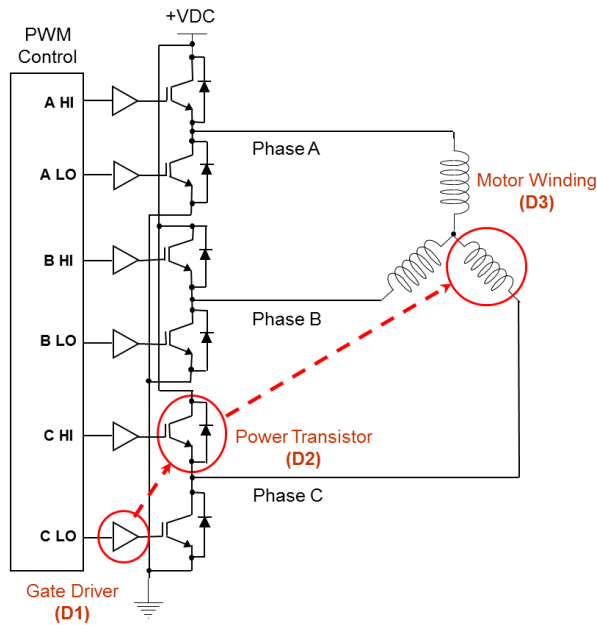 +VDC
PWM
Control
A HI
Phase A
A LO
Motor Winding
(D3)
B HI
Phase B
B LO
C HI
Power Transistor
(D2)
Phase C
C LO
Gate Driver
(D1)